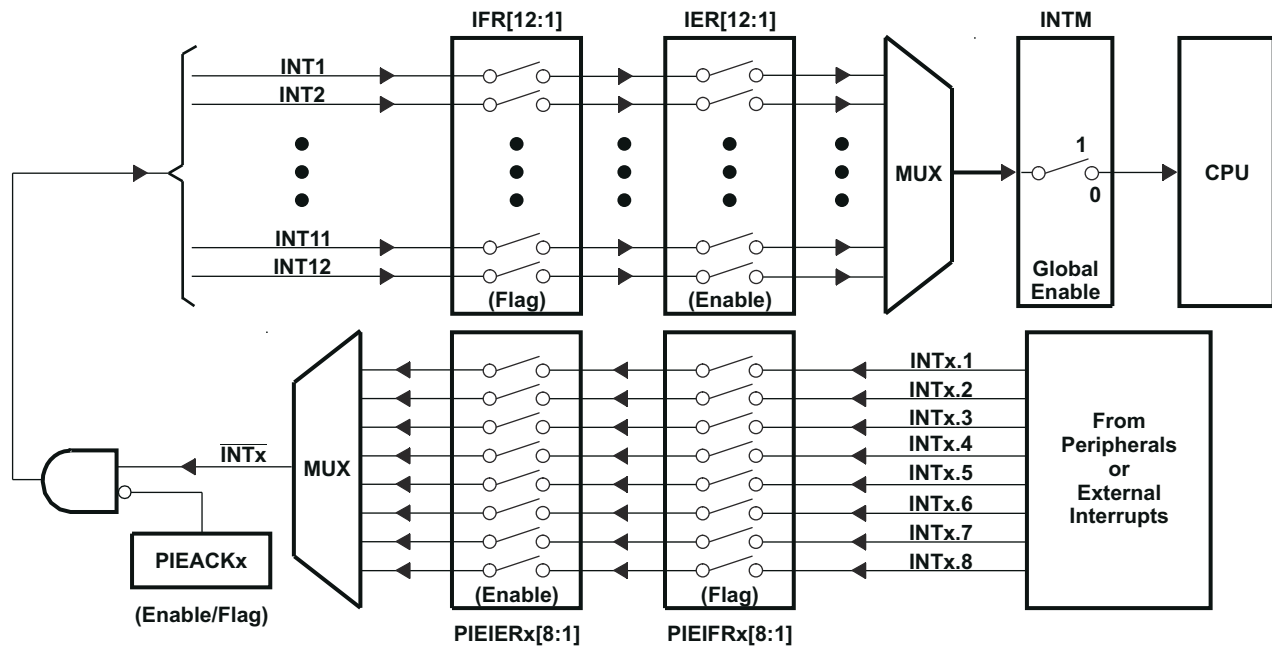 IFR[12:1]
IER[12:1]
INTM
INT1
INT2
1
MUX
CPU
0
INT11
INT12
Global
Enable
(Flag)
(Enable)
INTx.1
INTx.2
INTx.3
INTx.4
INTx.5
INTx.6
INTx.7
INTx.8
From
Peripherals
or
External
Interrupts
INTx
MUX
PIEACKx
(Enable/Flag)
(Enable)
(Flag)
PIEIERx[8:1]
PIEIFRx[8:1]